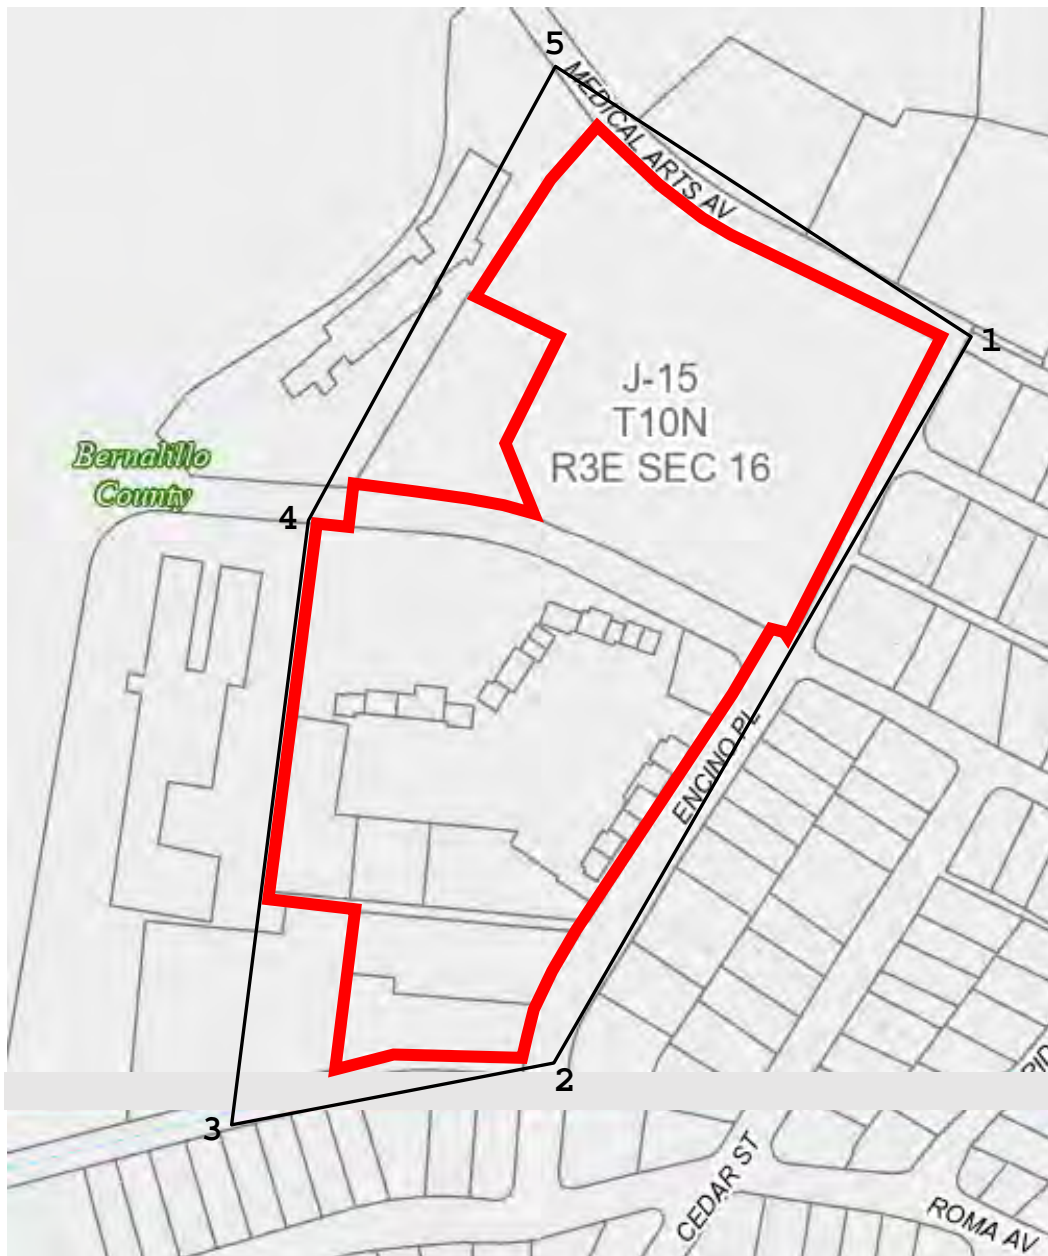 5
MEDICAL ARTS AV
1
J-15
T10N
R3E SEC 16
Bernalillo
County
4
ENCINO PL
2
3
CEDAR ST
ROMA AV